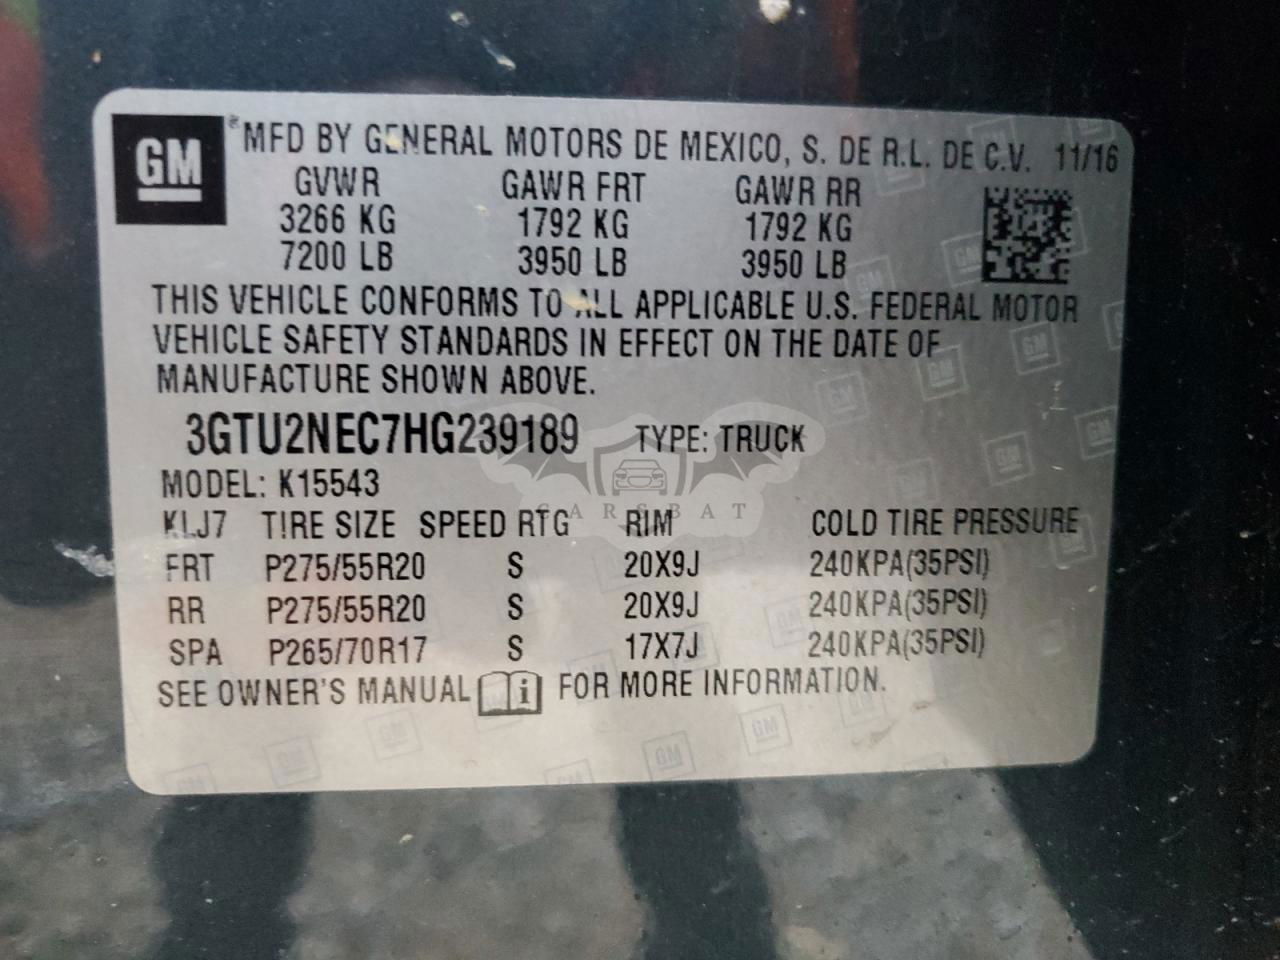 GM
® MFD BY GENERAL MOTORS DE MEXICO, S. DE R.L. DE C.V. 11/16
GVWR GAWR FRT GAWR RR
3266 KG 1792 KG 1792 KG
7200 LB 3950 LB 3950 LB
THIS VEHICLE CONFORMS TO ALL APPLICABLE U.S. FEDERAL MOTOR
VEHICLE SAFETY STANDARDS IN EFFECT ON THE DATE OF
MANUFACTURE SHOWN ABOVE.
3GTU2NEC7HG239189 TYPE: TRUCK
MODEL: K15543
CARSBAT
KLJ7 TIRE SIZE SPEED RTG RIM COLD TIRE PRESSURE
FRT P275/55R20 S 20X9J 240KPA(35PSI)
RR P275/55R20 S 20X9J 240KPA(35PSI)
SPA P265/70R17 S 17X7J 240KPA(35PSI)
SEE OWNER'S MANUAL i FOR MORE INFORMATION.